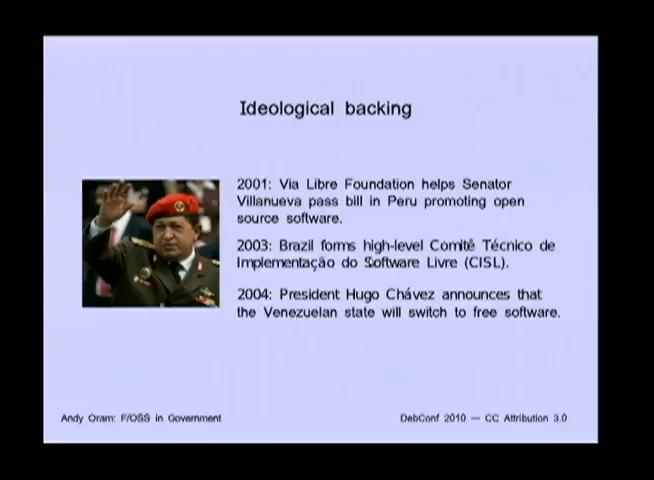 Ideological backing
2001: Via Libre Foundation helps Senator
Villanueva pass bill in Peru promoting open
source software.
2003: Brazil forms high-level Comitê Técnico de
Implementação do Software Livre (CISL).
2004: President Hugo Chávez announces that
the Venezuelan state will switch to free software.
Andy Oram: F/OSS in Government
DebConf 2010 — CC Attribution 3.0